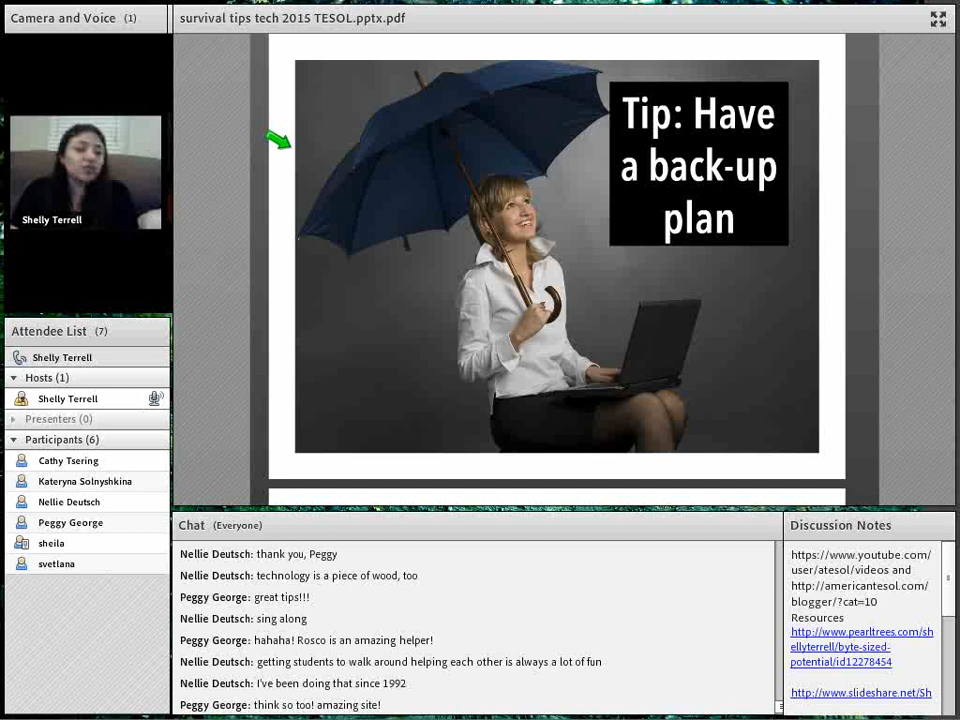 Camera and Voice (1)
survival tips tech 2015 TESOL.pptx.pdf
Tip: Have
a back-up
plan
Shelly Terrell
Attendee List (7)
Shelly Terrell
Hosts (1)
Shelly Terrell
Presenters (0)
Participants (6)
Cathy Tsering
Kateryna Solnyshkina
Nellie Deutsch
Peggy George
sheila
svetlana
Chat (Everyone)
Nellie Deutsch: thank you, Peggy
Nellie Deutsch: technology is a piece of wood, too
Peggy George: great tips!!!
Nellie Deutsch: sing along
Peggy George: hahaha! Rosco is an amazing helper!
Nellie Deutsch: getting students to walk around helping each other is always a lot of fun
Nellie Deutsch: I've been doing that since 1992
Peggy George: think so too! amazing site!
Discussion Notes
https://www.youtube.com/
user/atesol/videos and
http://americantesol.com/
blogger/?cat=10
Resources
http://www.pearltrees.com/sh
ellyterrell/byte-sized-
potential/id12278454
http://www.slideshare.net/Sh